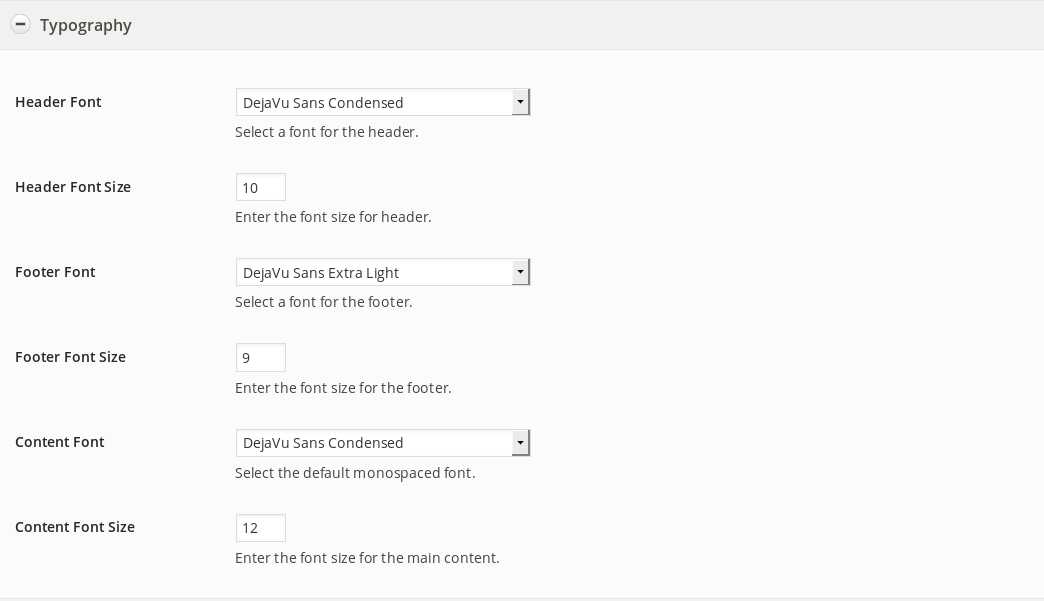 Typography
Header Font
DejaVu Sans Condensed
Select a font for the header.
Header Font Size
10
Enter the font size for header.
Footer Font
DejaVu Sans Extra Light
Select a font for the footer.
Footer Font Size
9
Enter the font size for the footer.
Content Font
DejaVu Sans Condensed
Select the default monospaced font.
Content Font Size
12
Enter the font size for the main content.